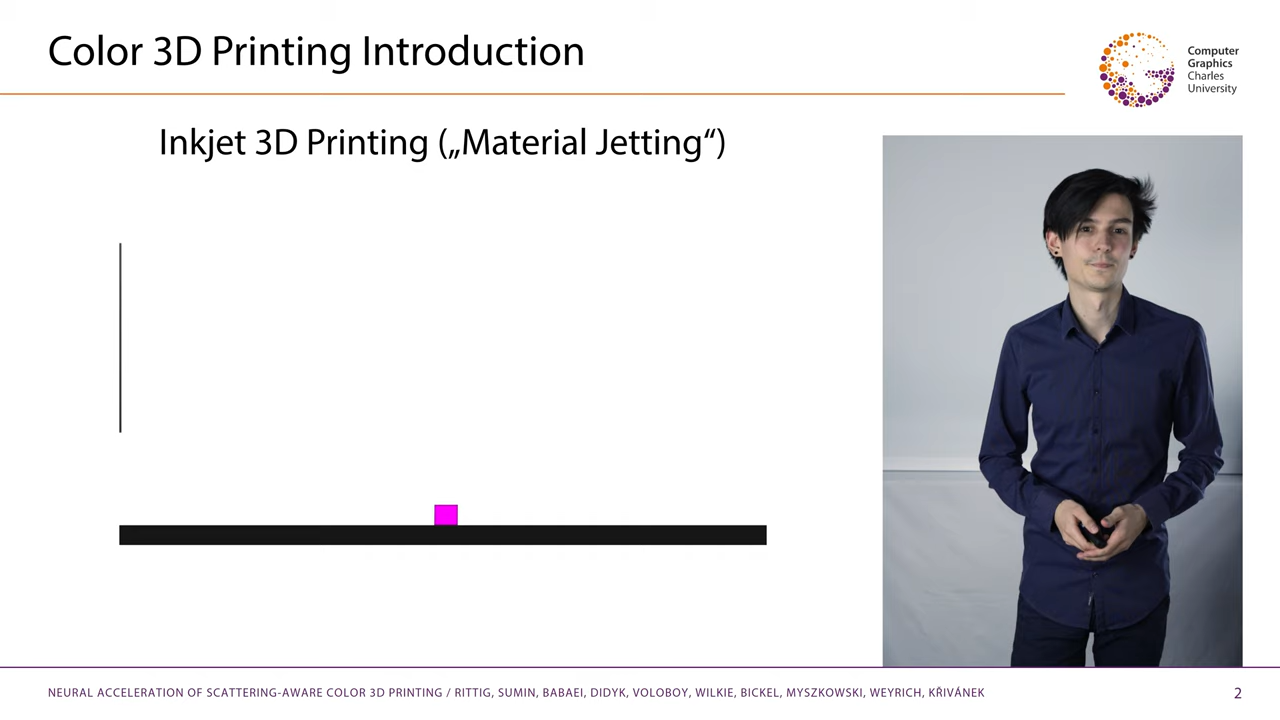 Color 3D Printing Introduction
Computer
Graphics
Charles
University
Inkjet 3D Printing („Material Jetting“)
NEURAL ACCELERATION OF SCATTERING-AWARE COLOR 3D PRINTING / RITTIG, SUMIN, BABAEI, DIDYK, VOLOBOY, WILKIE, BICKEL, MYSZKOWSKI, WEYRICH, KŘIVÁNEK
2